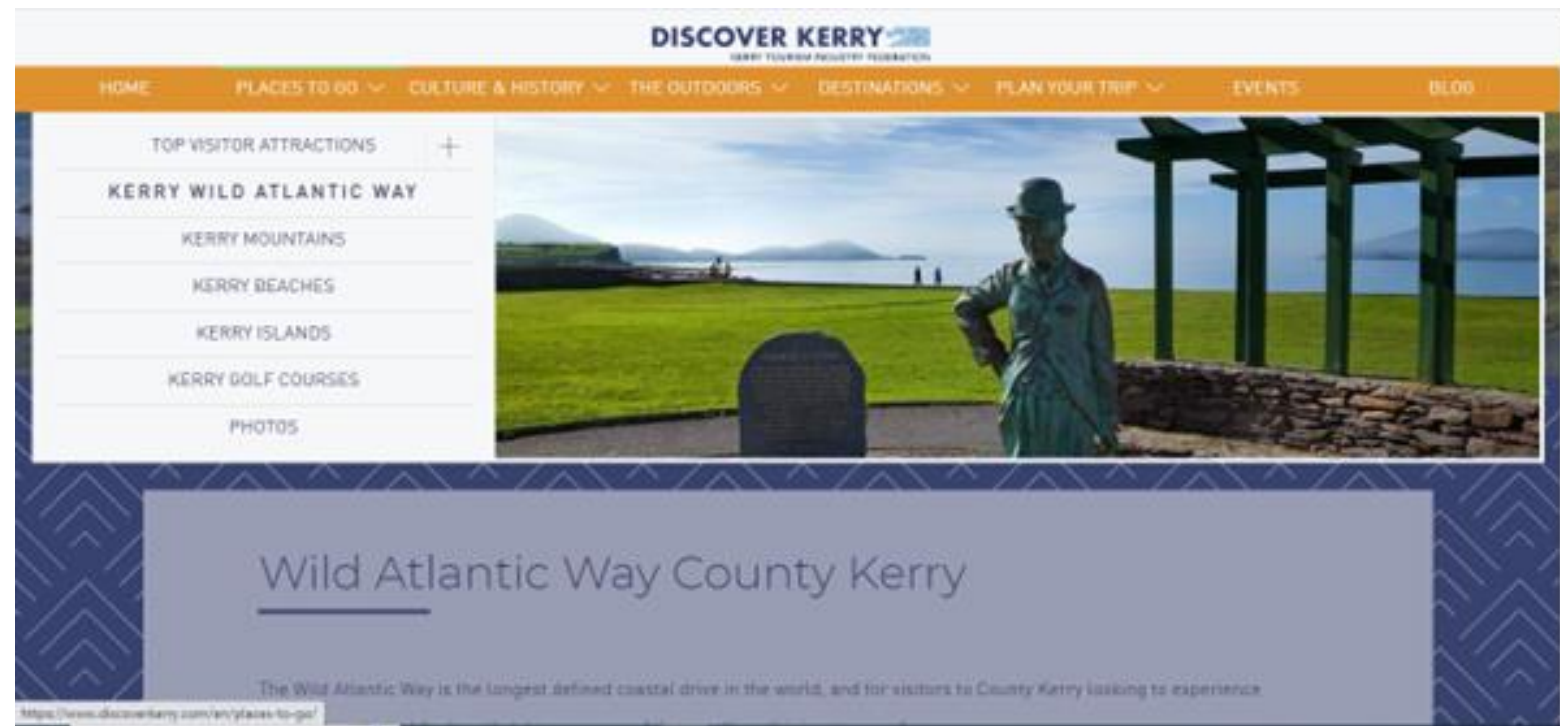 DISCOVER KERRY
KERRY TOURISM INDUSTRY FEDERATION
HOME PLACES TO GO CULTURE & HISTORY THE OUTDOORS DESTINATIONS PLAN YOUR TRIP EVENTS BLOG
TOP VISITOR ATTRACTIONS +
KERRY WILD ATLANTIC WAY
KERRY MOUNTAINS
KERRY BEACHES
KERRY ISLANDS
KERRY GOLF COURSES
PHOTOS
Wild Atlantic Way County Kerry
The Wild Atlantic Way is the longest defined coastal drive in the world, and for visitors to County Kerry looking to experience
https://www.discoverkerry.com/en/places-to-go/